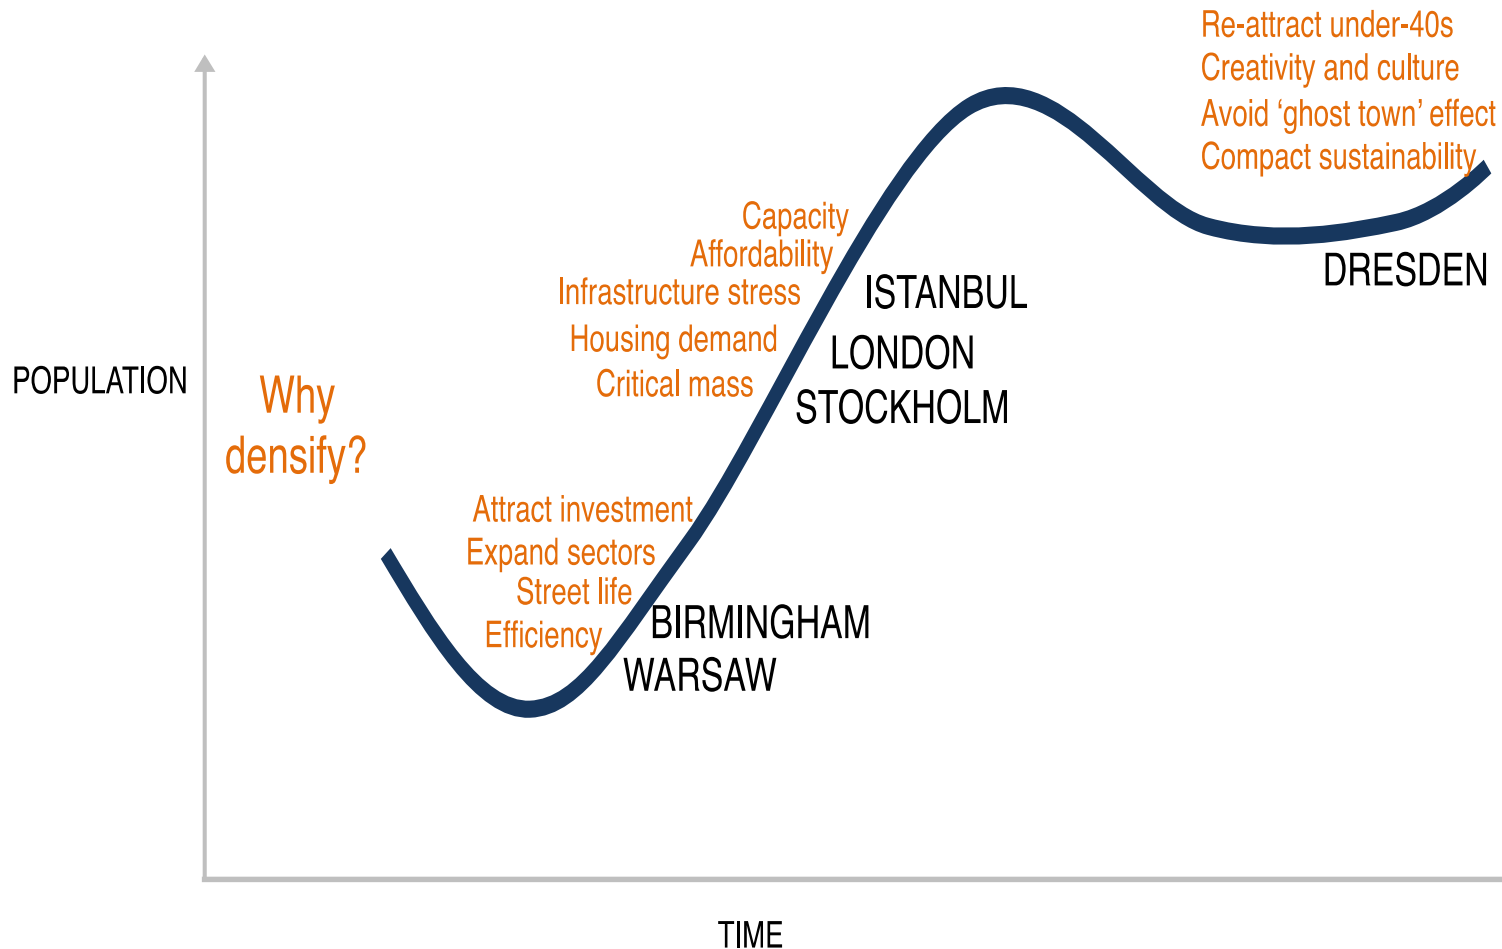 Re-attract under-40s
Creativity and culture
Avoid ‘ghost town’ effect
Compact sustainability
Capacity
Affordability
Infrastructure stress
Housing demand
Critical mass
ISTANBUL
LONDON
STOCKHOLM
DRESDEN
POPULATION
Why
densify?
Attract investment
Expand sectors
Street life
Efficiency
BIRMINGHAM
WARSAW
TIME